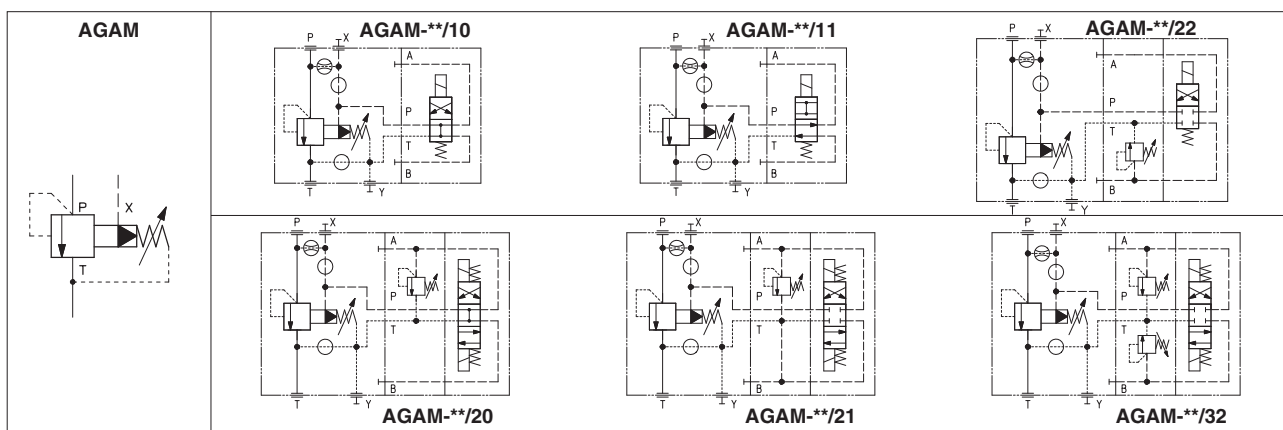 AGAM
P X
T
AGAM-**/10
P X
A
P
T
B
T Y
AGAM-**/11
P X
A
P
T
B
T Y
AGAM-**/22
P X
A
P
T
B
T Y
P X
A
P
T
B
T Y
AGAM-**/20
P X
A
P
T
B
T Y
AGAM-**/21
P X
A
P
T
B
T Y
AGAM-**/32